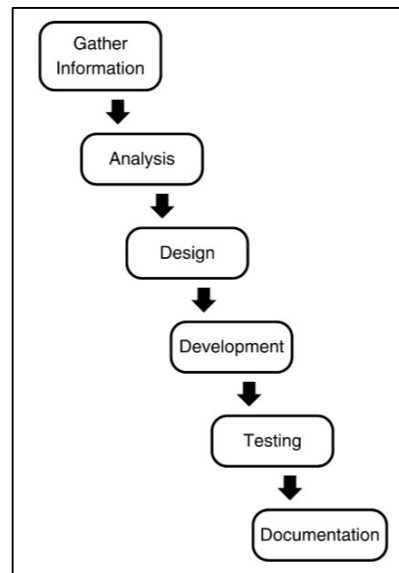 Gather
Information
Analysis
Design
Development
Testing
Documentation